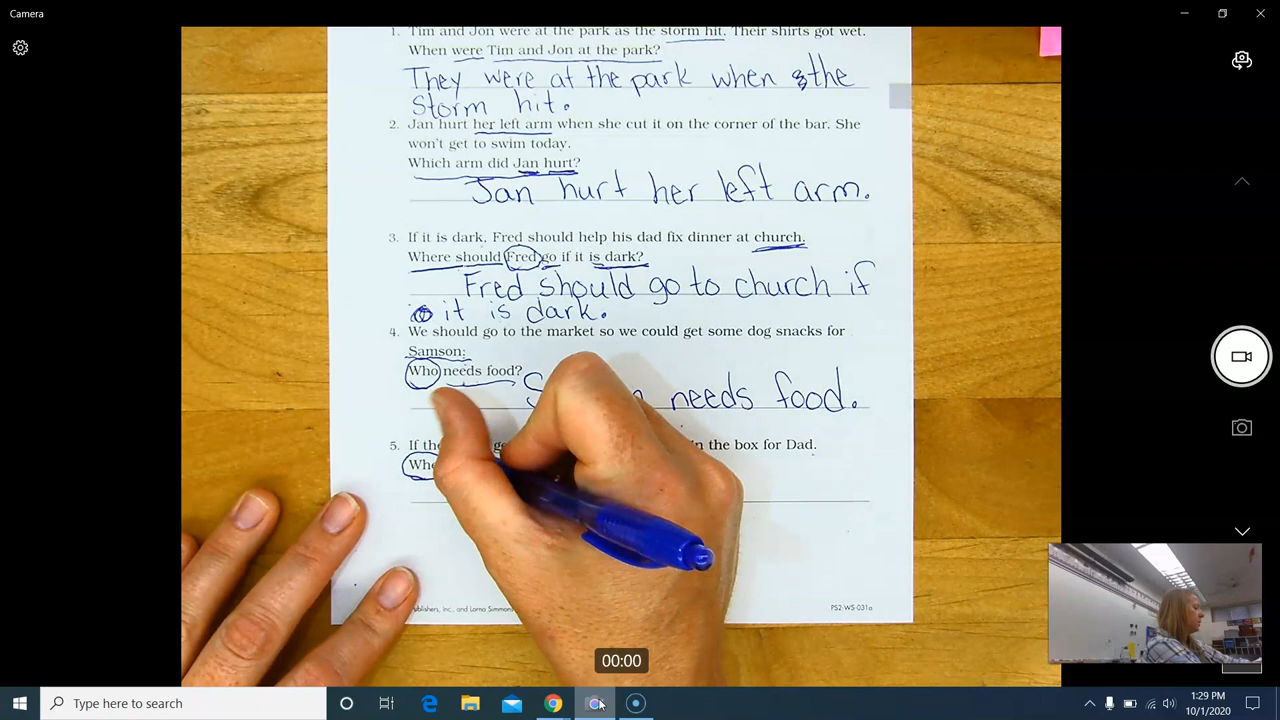 Camera
1. Tim and Jon were at the park as the storm hit. Their shirts got wet.
When were Tim and Jon at the park?
They were at the park when the
Storm hit.
2. Jan hurt her left arm when she cut it on the corner of the bar. She
won't get to swim today.
Which arm did Jan hurt?
Jan hurt her left arm.
3. If it is dark, Fred should help his dad fix dinner at church.
Where should Fred go if it is dark?
Fred should go to church if
it is dark.
4. We should go to the market so we could get some dog snacks for
Samson.
Who needs food?
needs food.
5. If the in the box for Dad.
and Lorna Simmons
PS2-WS-031a
00:00
Type here to search
1:29 PM
10/1/2020